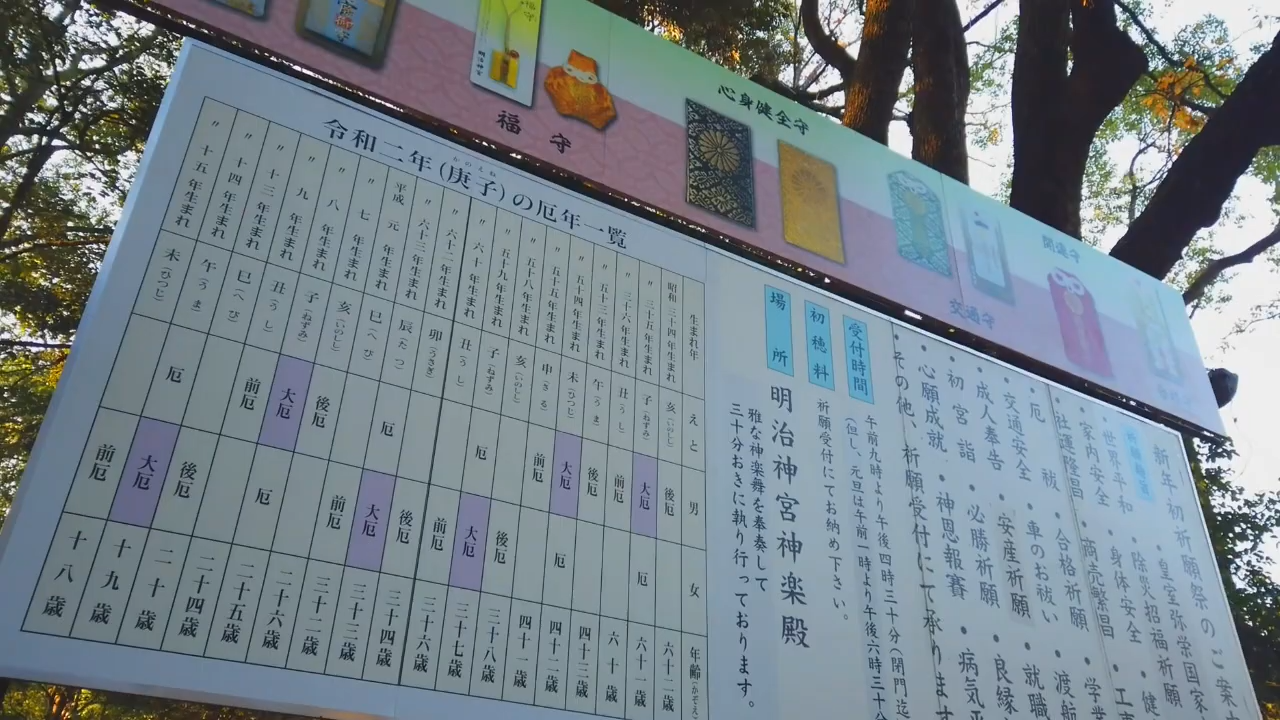 福守
心身健全守
交通守
開運守
令和二年(庚子)の厄年一覧
かのえね
生まれ年 えと 男 女 年齢(かぞえ)
昭和 三十四年生まれ 亥(いのしし) 後厄 六十二歳
〃 三十五年生まれ 子(ねずみ) 大厄 厄 六十一歳
〃 三十六年生まれ 丑(うし) 前厄 六十歳
〃 五十三年生まれ 午(うま) 後厄 四十三歳
〃 五十四年生まれ 未(ひつじ) 大厄 厄 四十二歳
〃 五十五年生まれ 申(さる) 前厄 四十一歳
〃 五十八年生まれ 亥(いのしし) 後厄 三十八歳
〃 五十九年生まれ 子(ねずみ) 厄 大厄 三十七歳
〃 六十年生まれ 丑(うし) 前厄 三十六歳
〃 六十二年生まれ 卯(うさぎ) 後厄 三十四歳
〃 六十三年生まれ 辰(たつ) 厄 大厄 三十三歳
平成 元年生まれ 巳(へび) 前厄 三十二歳
〃 七年生まれ 亥(いのしし) 後厄 二十六歳
〃 八年生まれ 子(ねずみ) 大厄 厄 二十五歳
〃 九年生まれ 丑(うし) 前厄 二十四歳
〃 十三年生まれ 巳(へび) 後厄 二十歳
〃 十四年生まれ 午(うま) 厄 大厄 十九歳
〃 十五年生まれ 未(ひつじ) 前厄 十八歳
新年初祈願祭のご案
・皇室弥栄国家
・世界平和 ・除災招福祈願
・家内安全 ・身体安全 ・健
・社運隆昌 ・商売繁昌 ・工
・厄祓 ・合格祈願 ・学業
・交通安全 ・車のお祓い ・渡航
・成人奉告 ・安産祈願 ・就職
・初宮詣 ・必勝祈願 ・良縁
・心願成就 ・神恩報賽 ・病気平
・その他、祈願受付にて承ります
受付時間
午前九時より午後四時三十分(閉門迄
(但し、元旦は午前一時より午後六時三十分
初穂料
祈願受付にてお納め下さい。
場所
明治神宮神楽殿
雅な神楽舞を奏奏して
三十分おきに執り行っております。